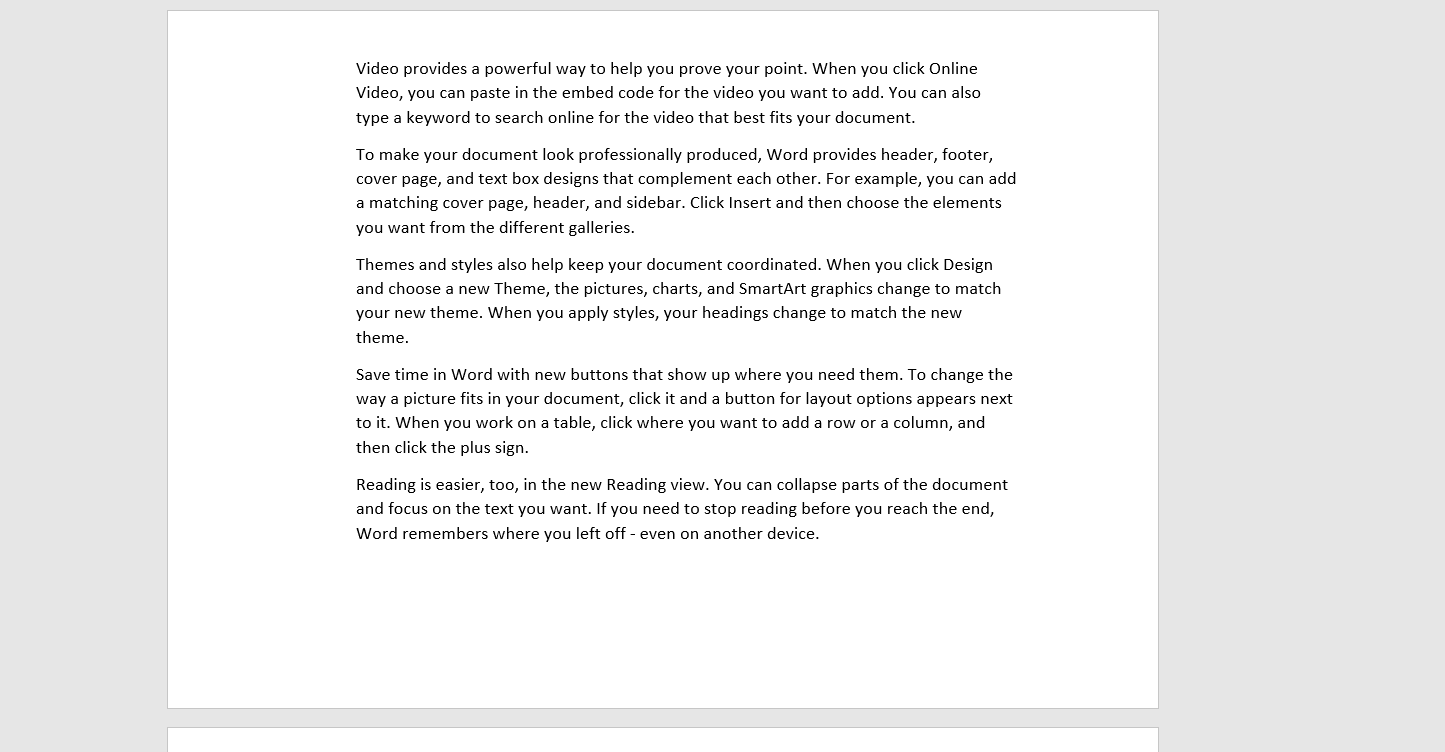 Video provides a powerful way to help you prove your point. When you click Online
Video, you can paste in the embed code for the video you want to add. You can also
type a keyword to search online for the video that best fits your document.
To make your document look professionally produced, Word provides header, footer,
cover page, and text box designs that complement each other. For example, you can add
a matching cover page, header, and sidebar. Click Insert and then choose the elements
you want from the different galleries.
Themes and styles also help keep your document coordinated. When you click Design
and choose a new Theme, the pictures, charts, and SmartArt graphics change to match
your new theme. When you apply styles, your headings change to match the new
theme.
Save time in Word with new buttons that show up where you need them. To change the
way a picture fits in your document, click it and a button for layout options appears next
to it. When you work on a table, click where you want to add a row or a column, and
then click the plus sign.
Reading is easier, too, in the new Reading view. You can collapse parts of the document
and focus on the text you want. If you need to stop reading before you reach the end,
Word remembers where you left off - even on another device.